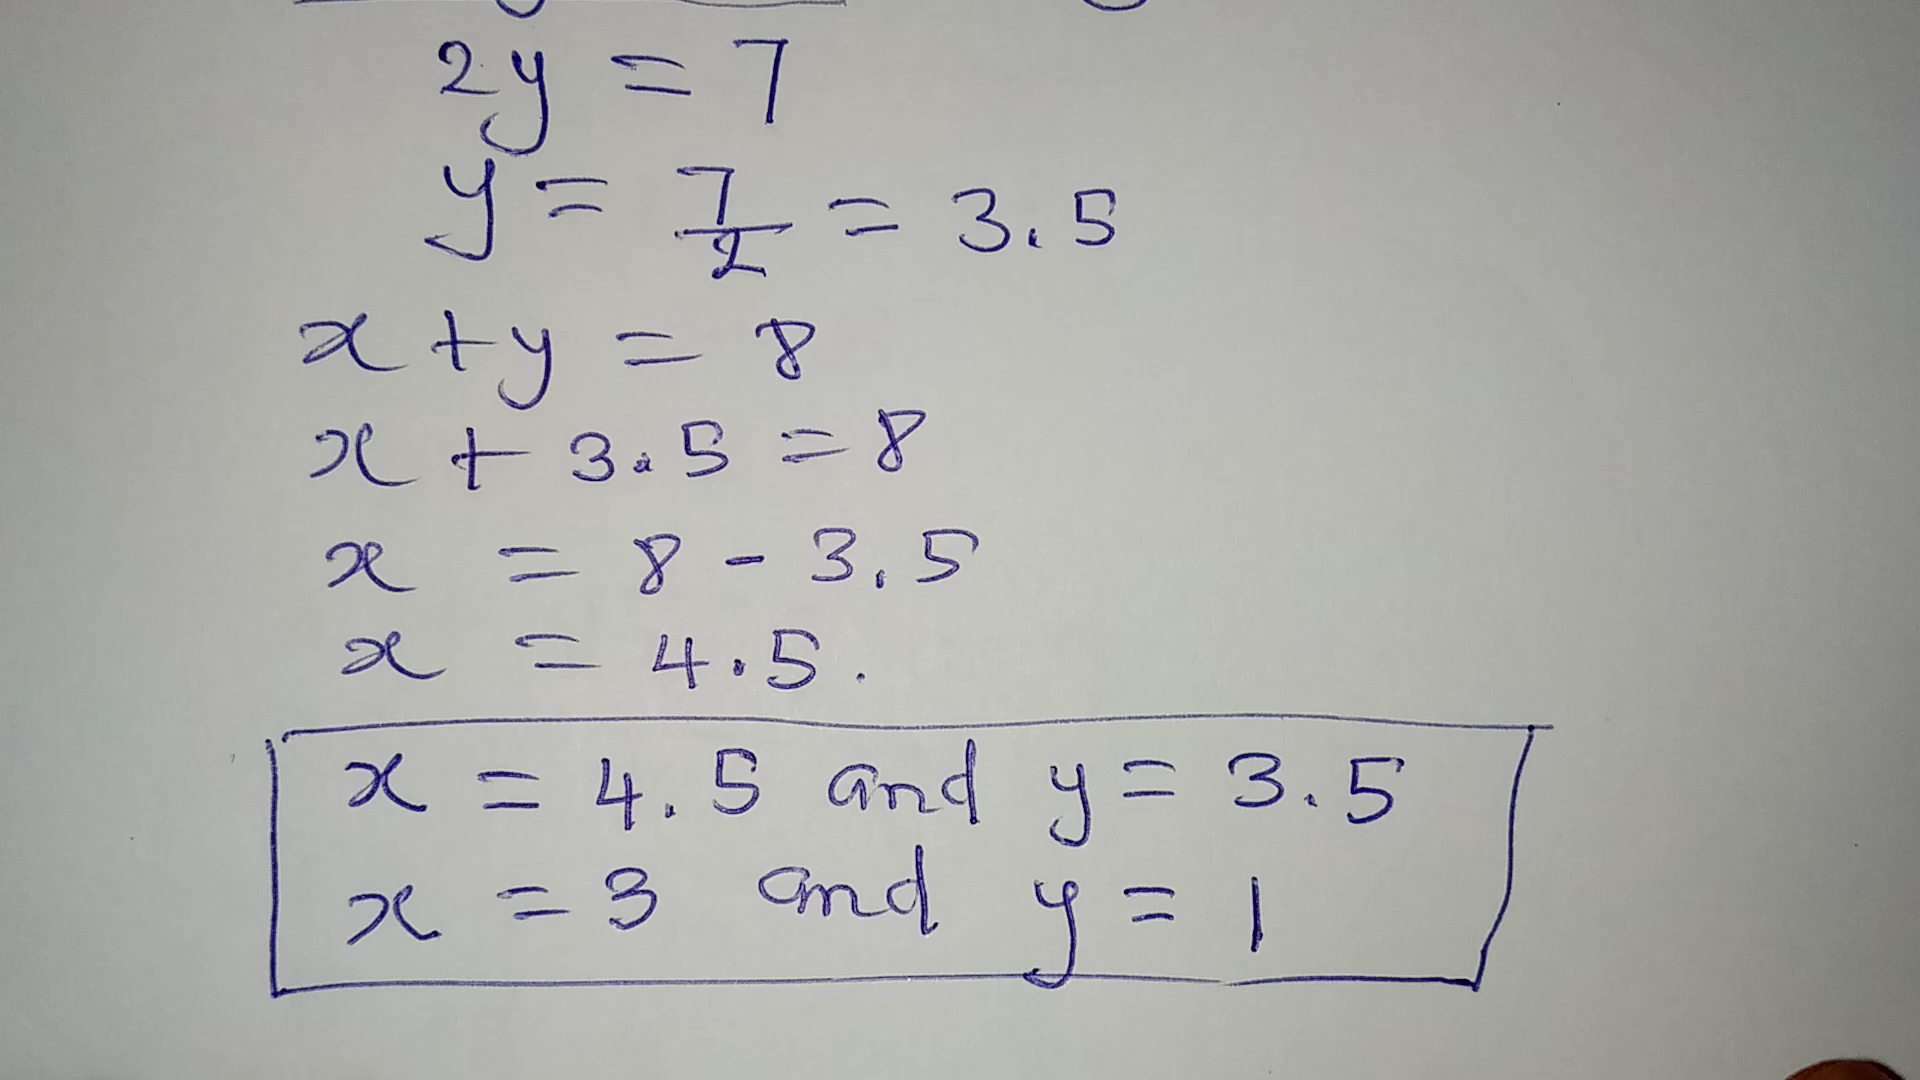 2y = 7
y = 7/2 = 3.5
x + y = 8
x + 3.5 = 8
x = 8 - 3.5
x = 4.5.
x = 4.5 and y = 3.5
x = 3 and y = 1